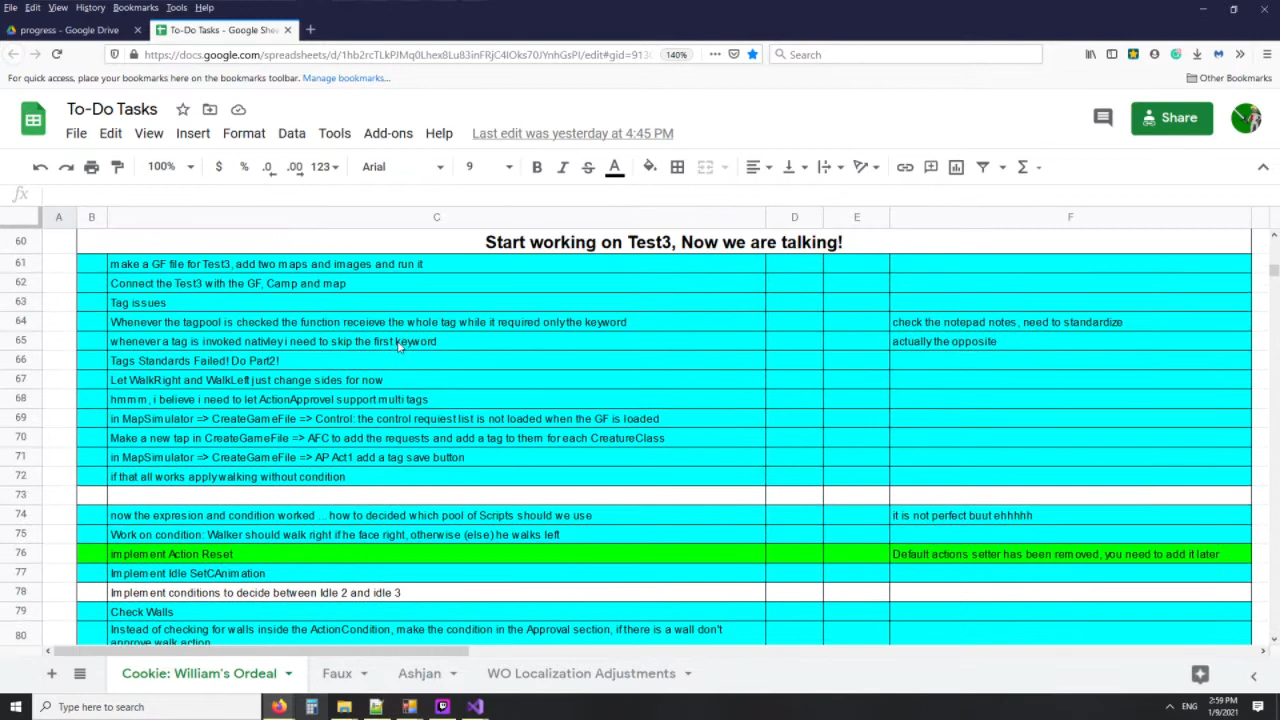 File Edit View History Bookmarks Tools Help
progress - Google Drive To-Do Tasks - Google Shee
https://docs.google.com/spreadsheets/d/1hb2rcTLkPJMq0Lhex8Lu83inFRjC4IOks70JYnhGsPI/edit#gid=913 140% Search
For quick access, place your bookmarks here on the bookmarks toolbar. Manage bookmarks... Other Bookmarks
To-Do Tasks
File Edit View Insert Format Data Tools Add-ons Help Last edit was yesterday at 4:45 PM
Share
100% $ % .0 .00 123 Arial 9 B I S A
fx
A B C D E F
60 Start working on Test3, Now we are talking!
61 make a GF file for Test3, add two maps and images and run it
62 Connect the Test3 with the GF, Camp and map
63 Tag issues
64 Whenever the tagpool is checked the function receieve the whole tag while it required only the keyword check the notepad notes, need to standardize
65 whenever a tag is invoked nativley i need to skip the first keyword actually the opposite
66 Tags Standards Failed! Do Part2!
67 Let WalkRight and WalkLeft just change sides for now
68 hmmm, i believe i need to let ActionApprovel support multi tags
69 in MapSimulator => CreateGameFile => Control: the control requiest list is not loaded when the GF is loaded
70 Make a new tap in CreateGameFile => AFC to add the requests and add a tag to them for each CreatureClass
71 in MapSimulator => CreateGameFile => AP Act1 add a tag save button
72 if that all works apply walking without condition
73
74 now the expresion and condition worked ... how to decided which pool of Scripts should we use it is not perfect buut ehhhhh
75 Work on condition: Walker should walk right if he face right, otherwise (else) he walks left
76 implement Action Reset Default actions setter has been removed, you need to add it later
77 Implement Idle SetCAnimation
78 Implement conditions to decide between Idle 2 and idle 3
79 Check Walls
80 Instead of checking for walls inside the ActionCondition, make the condition in the Approval section, if there is a wall don't
approve walk action
Cookie: William's Ordeal Faux Ashjan WO Localization Adjustments
Type here to search ENG 2:59 PM
1/9/2021